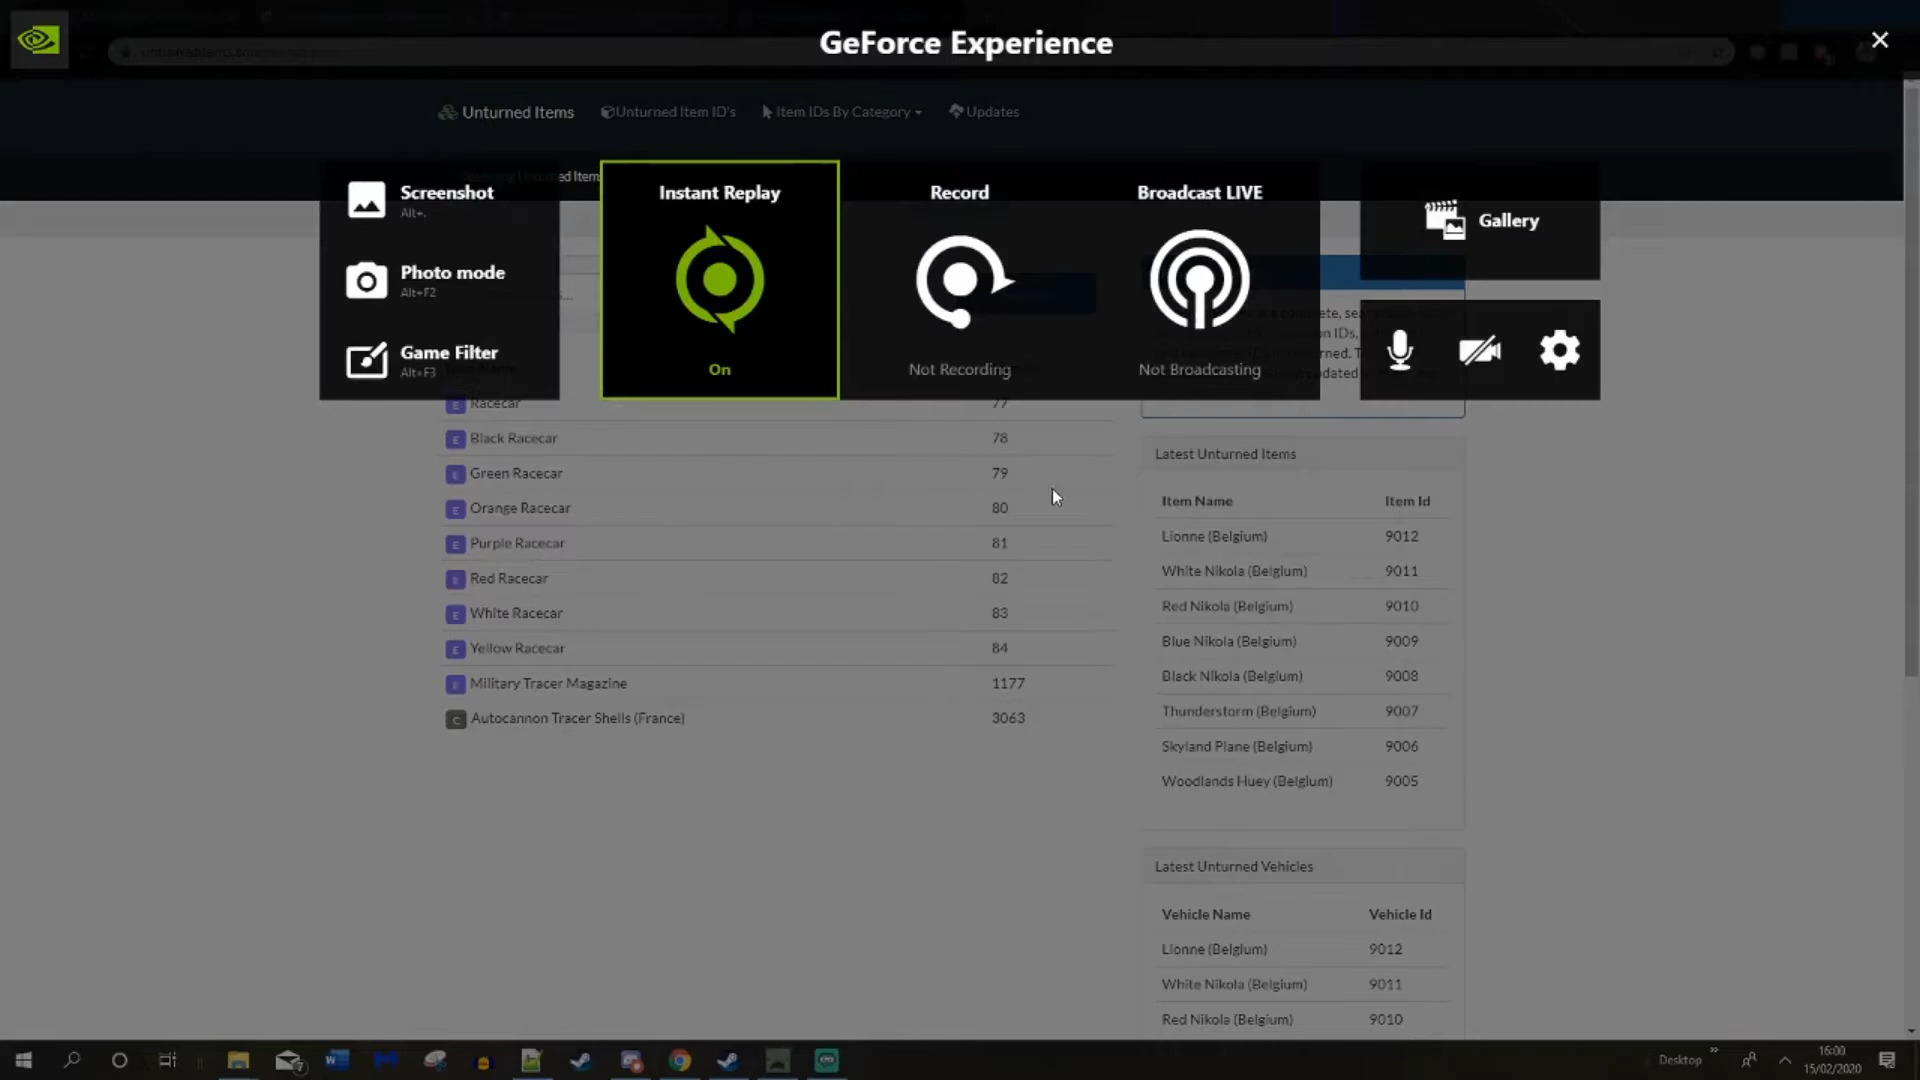 GeForce Experience
Unturned Items Unturned Item ID's Item IDs By Category Updates
Screenshot
Alt+.
Photo mode
Alt+F2
Game Filter
Alt+F3
Instant Replay
On
Record
Not Recording
Broadcast LIVE
Not Broadcasting
Gallery
Racecar 77
E Black Racecar 78
E Green Racecar 79
E Orange Racecar 80
E Purple Racecar 81
E Red Racecar 82
E White Racecar 83
E Yellow Racecar 84
E Military Tracer Magazine 1177
C Autocannon Tracer Shells (France) 3063
Latest Unturned Items
Item Name Item Id
Lionne (Belgium) 9012
White Nikola (Belgium) 9011
Red Nikola (Belgium) 9010
Blue Nikola (Belgium) 9009
Black Nikola (Belgium) 9008
Thunderstorm (Belgium) 9007
Skyland Plane (Belgium) 9006
Woodlands Huey (Belgium) 9005
Latest Unturned Vehicles
Vehicle Name Vehicle Id
Lionne (Belgium) 9012
White Nikola (Belgium) 9011
Red Nikola (Belgium) 9010
Desktop
16:00
15/02/2020